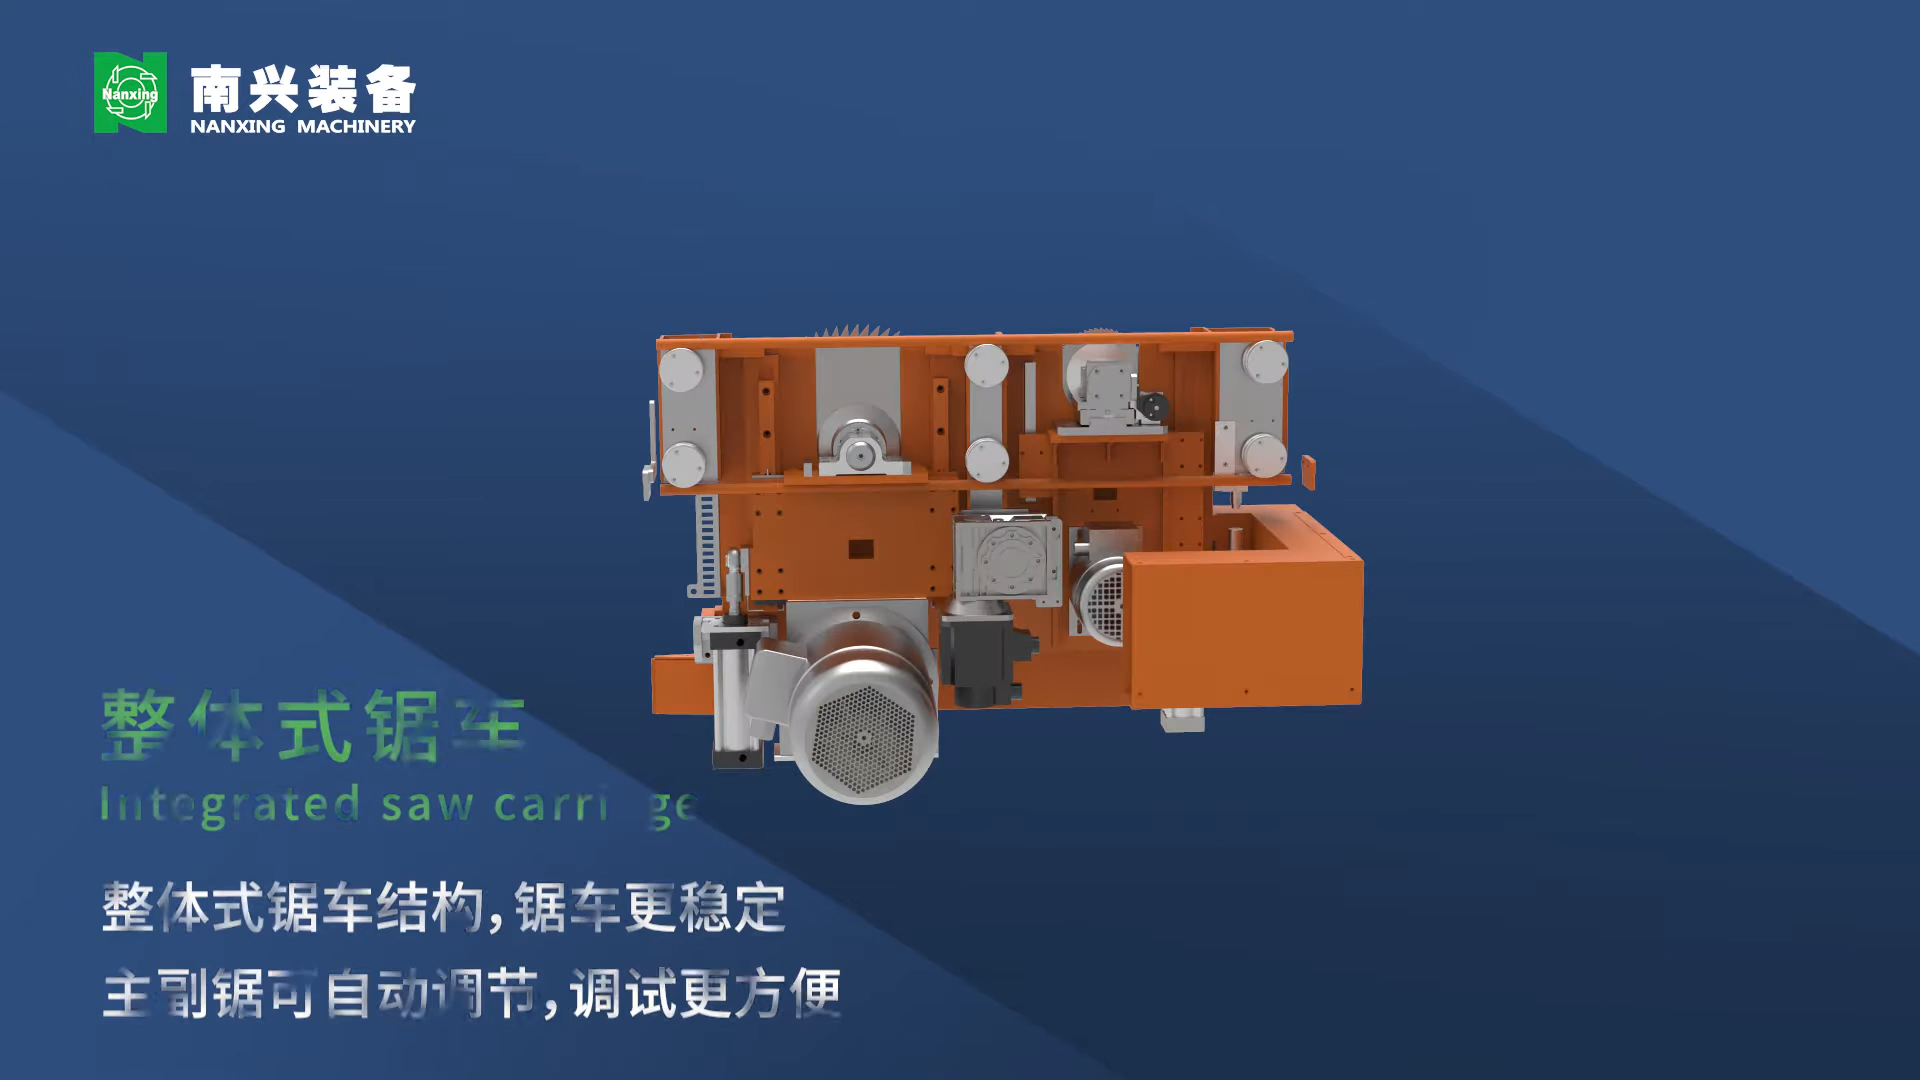 Nanxing
南兴装备
NANXING MACHINERY
整体式锯车
Integrated saw carri ge
整体式锯车结构,锯车更稳定
主副锯可自动调节,调试更方便